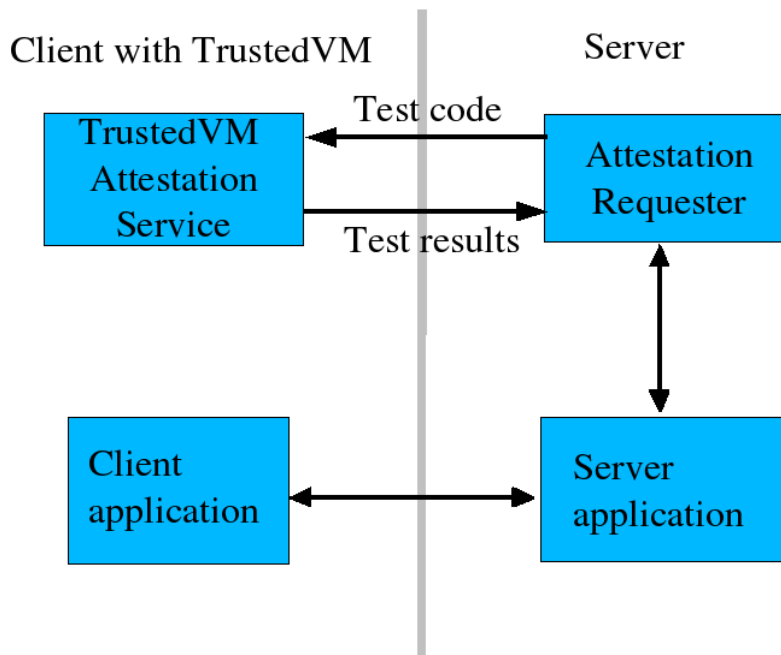 Client with TrustedVM
Server
TrustedVM
Attestation
Service
Test code
Test results
Attestation
Requester
Client
application
Server
application